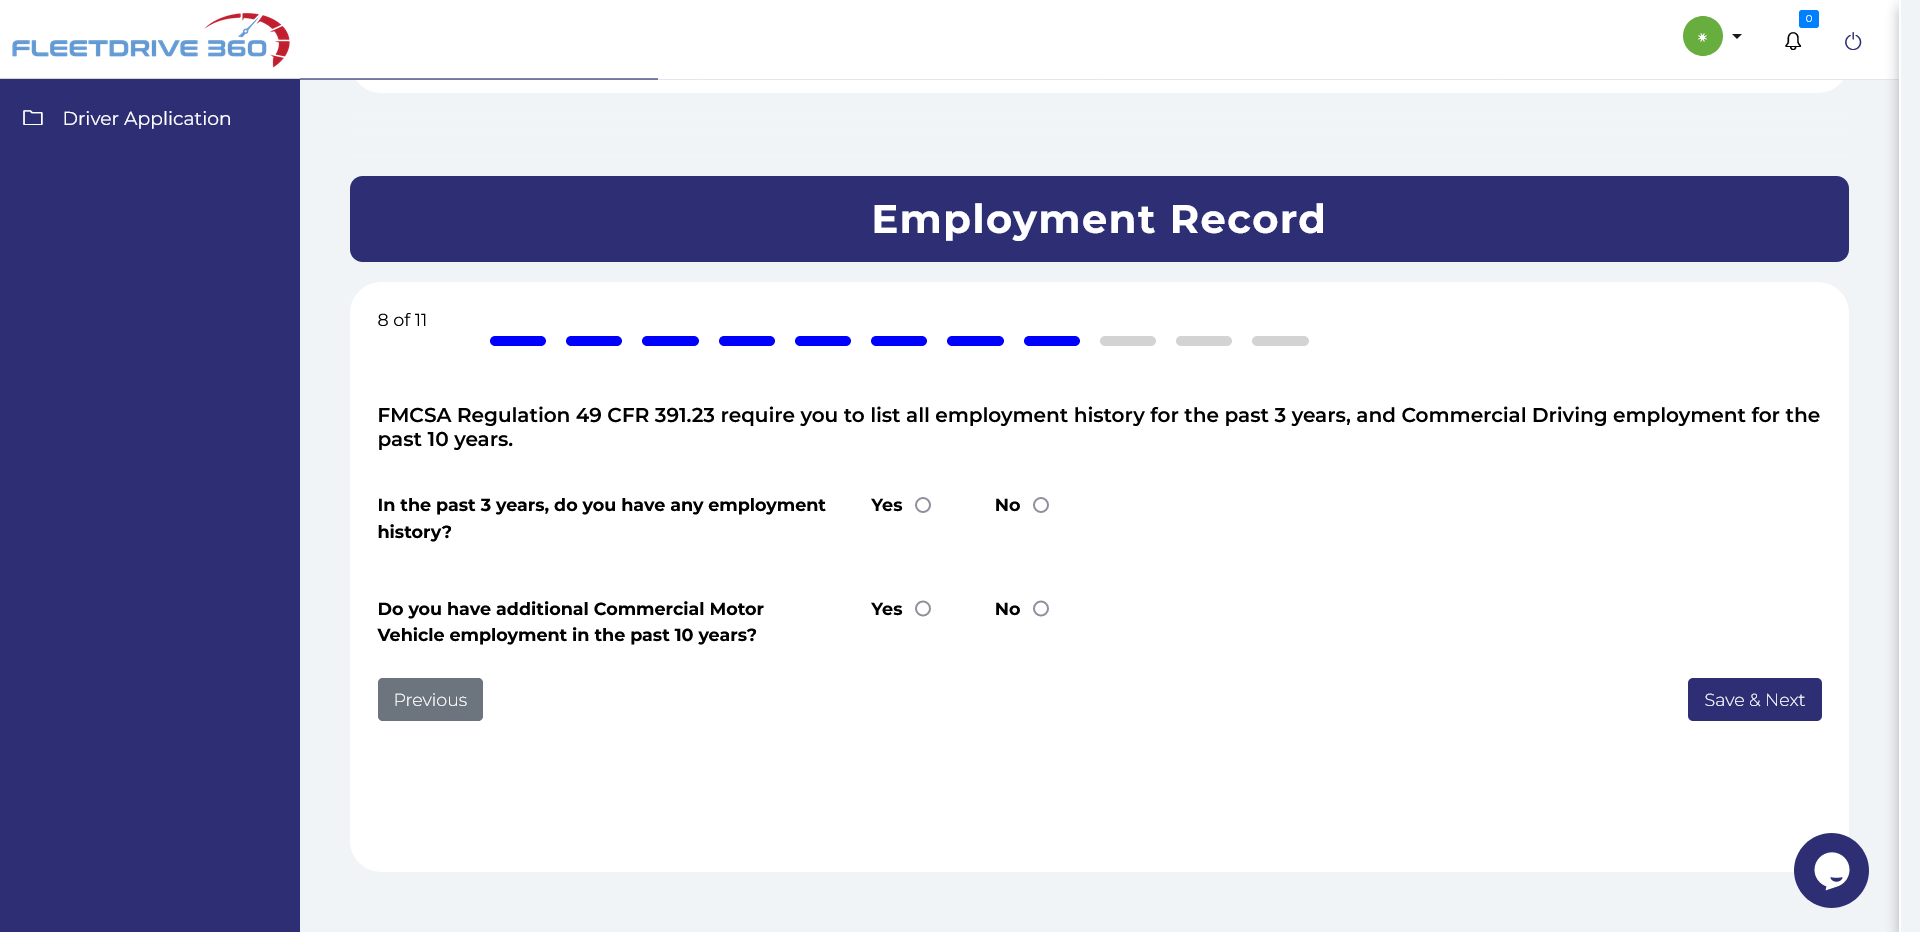 FLEETDRIVE 360
0
Driver Application
Employment Record
8 of 11
FMCSA Regulation 49 CFR 391.23 require you to list all employment history for the past 3 years, and Commercial Driving employment for the
past 10 years.
In the past 3 years, do you have any employment
history?
Yes
No
Do you have additional Commercial Motor
Vehicle employment in the past 10 years?
Yes
No
Previous
Save & Next